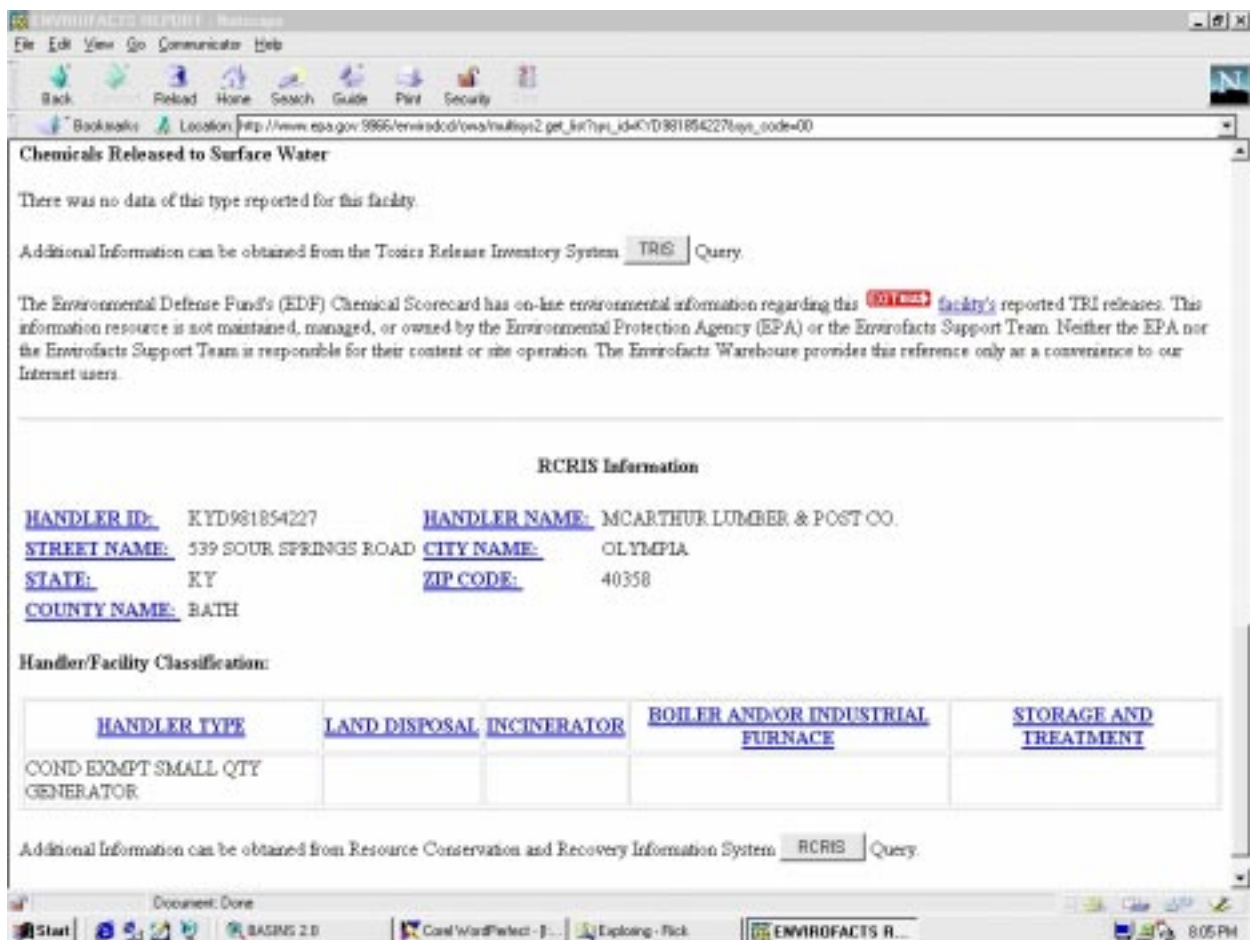 ENVIROFACTS REPORT - Netscape
File Edit View Go Communicator Help
Back Reload Home Search Guide Print Security
Bookmarks Location: http://www.epa.gov:9966/envirodcd/owa/multisys2.get_list?sys_id=KYD981854227&sys_code=00
Chemicals Released to Surface Water
There was no data of this type reported for this facility.
Additional Information can be obtained from the Toxics Release Inventory System TRIS Query.
The Environmental Defense Fund's (EDF) Chemical Scorecard has on-line environmental information regarding this facility's reported TRI releases. This
information resource is not maintained, managed, or owned by the Environmental Protection Agency (EPA) or the Envirofacts Support Team. Neither the EPA nor
the Envirofacts Support Team is responsible for their content or site operation. The Envirofacts Warehouse provides this reference only as a convenience to our
Internet users.
RCRIS Information
HANDLER ID: KYD981854227 HANDLER NAME: MCARTHUR LUMBER & POST CO.
STREET NAME: 539 SOUR SPRINGS ROAD CITY NAME: OLYMPIA
STATE: KY ZIP CODE: 40358
COUNTY NAME: BATH
Handler/Facility Classification:
HANDLER TYPE LAND DISPOSAL INCINERATOR BOILER AND/OR INDUSTRIAL FURNACE STORAGE AND TREATMENT
COND EXMPT SMALL QTY
GENERATOR
Additional Information can be obtained from Resource Conservation and Recovery Information System RCRIS Query.
Document: Done
Start BASINS 2.0 Corel WordPerfect - Exploring - Rick ENVIROFACTS R... 8:05 PM